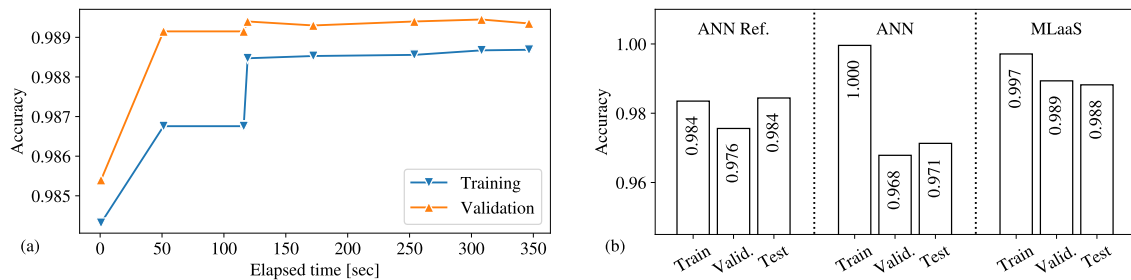 0.989
0.988
0.987
0.986
0.985
Accuracy
0 50 100 150 200 250 300 350
Elapsed time [sec]
Training
Validation
(a)
1.00
0.98
0.96
Accuracy
ANN Ref. ANN MLaaS
0.984 0.976 0.984 1.000 0.968 0.971 0.997 0.989 0.988
Train Valid. Test Train Valid. Test Train Valid. Test
(b)